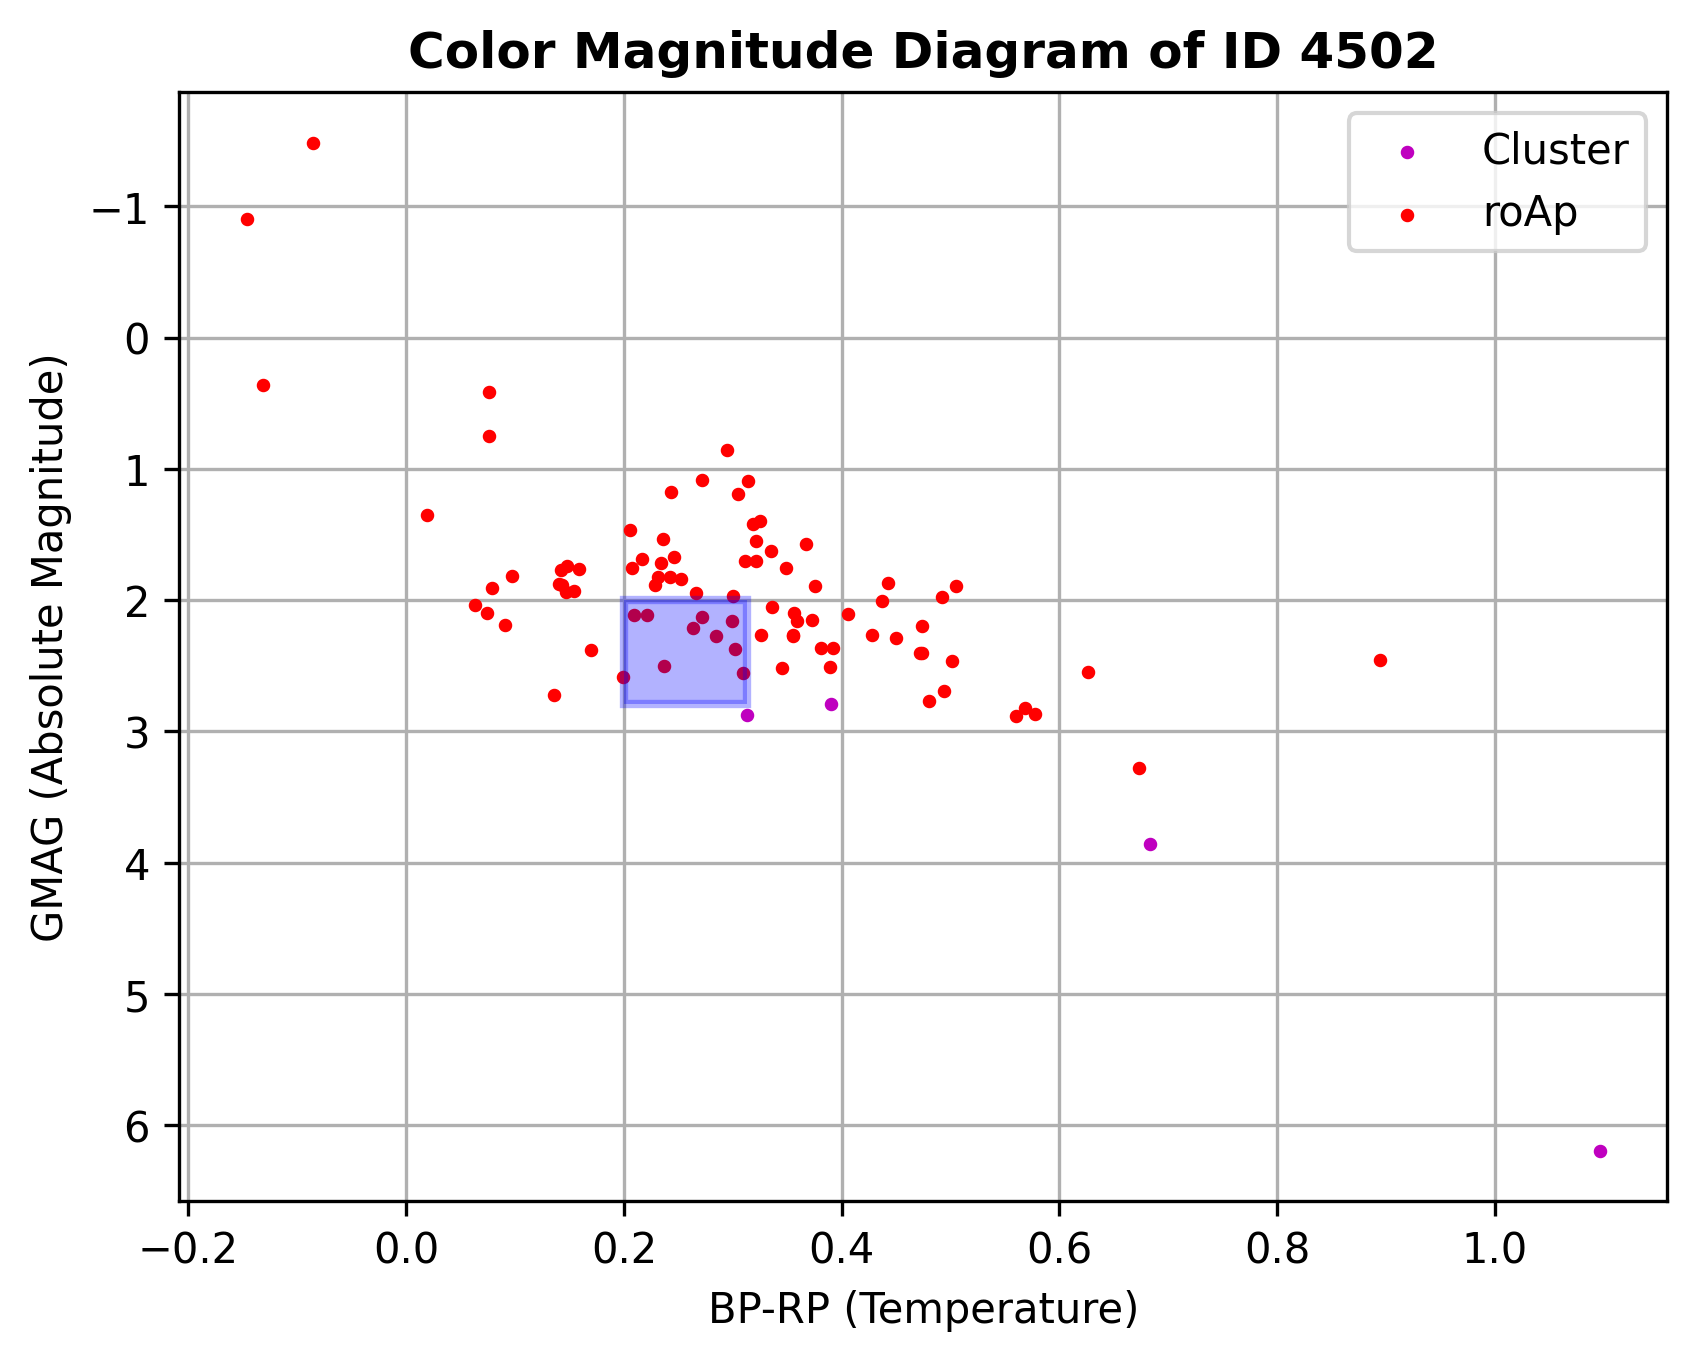 Color Magnitude Diagram of ID 4502
Cluster
roAp
GMAG (Absolute Magnitude)
−1
0
1
2
3
4
5
6
−0.2 0.0 0.2 0.4 0.6 0.8 1.0
BP-RP (Temperature)